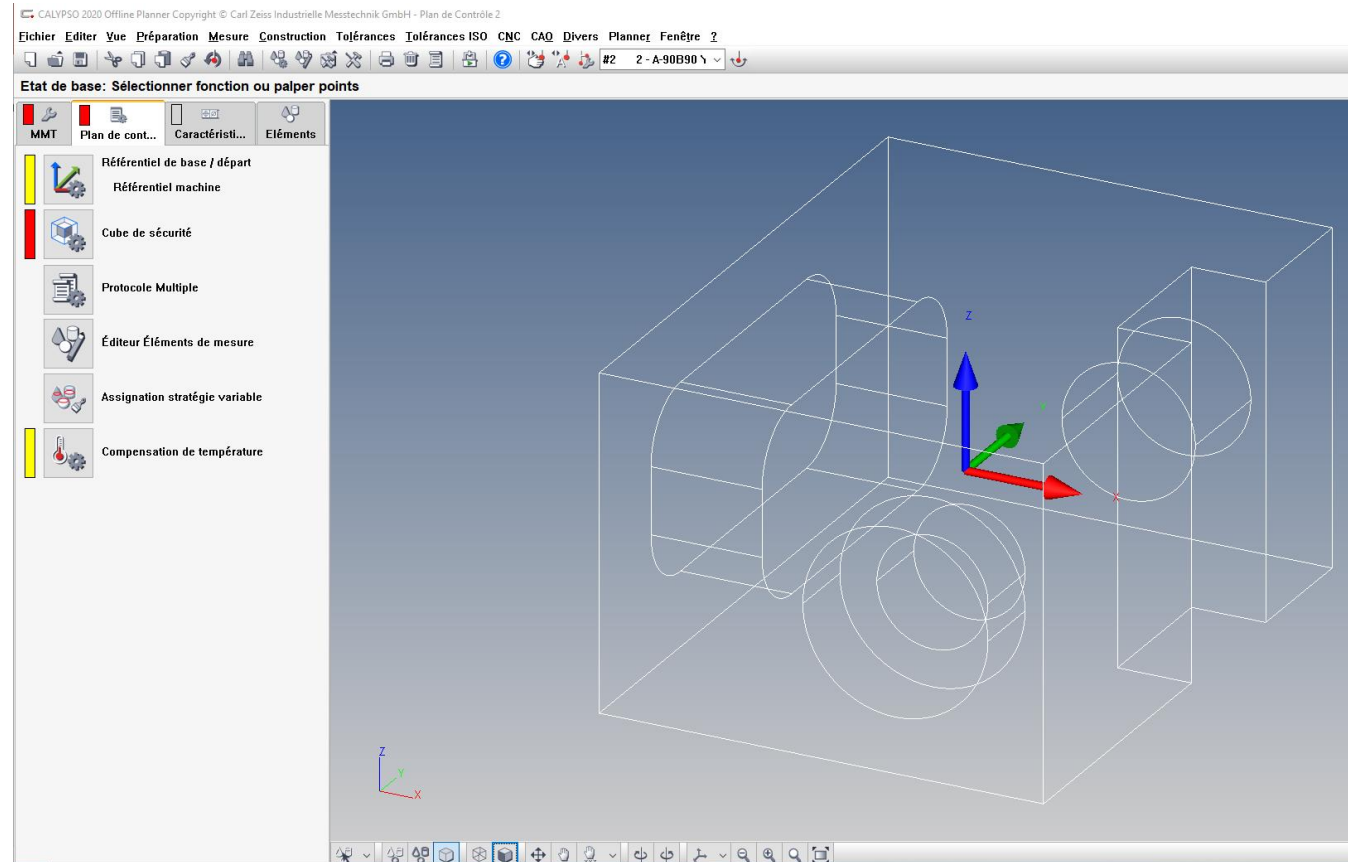 CALYPSO 2020 Offline Planner Copyright © Carl Zeiss Industrielle Messtechnik GmbH - Plan de Contrôle 2
Fichier Editer Vue Préparation Mesure Construction Tolérances Tolérances ISO CNC CAO Divers Planner Fenêtre ?
#2 2 - A-90B90
Etat de base: Sélectionner fonction ou palper points
MMT Plan de cont... Caractéristi... Eléments
Référentiel de base / départ
Référentiel machine
Cube de sécurité
Protocole Multiple
Éditeur Éléments de mesure
Assignation stratégie variable
Compensation de température
Z
Y
X
Z
Y
X